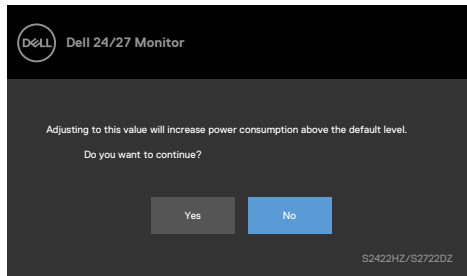 DELL Dell 24/27 Monitor
Adjusting to this value will increase power consumption above the default level.
Do you want to continue?
Yes No
S2422HZ/S2722DZ